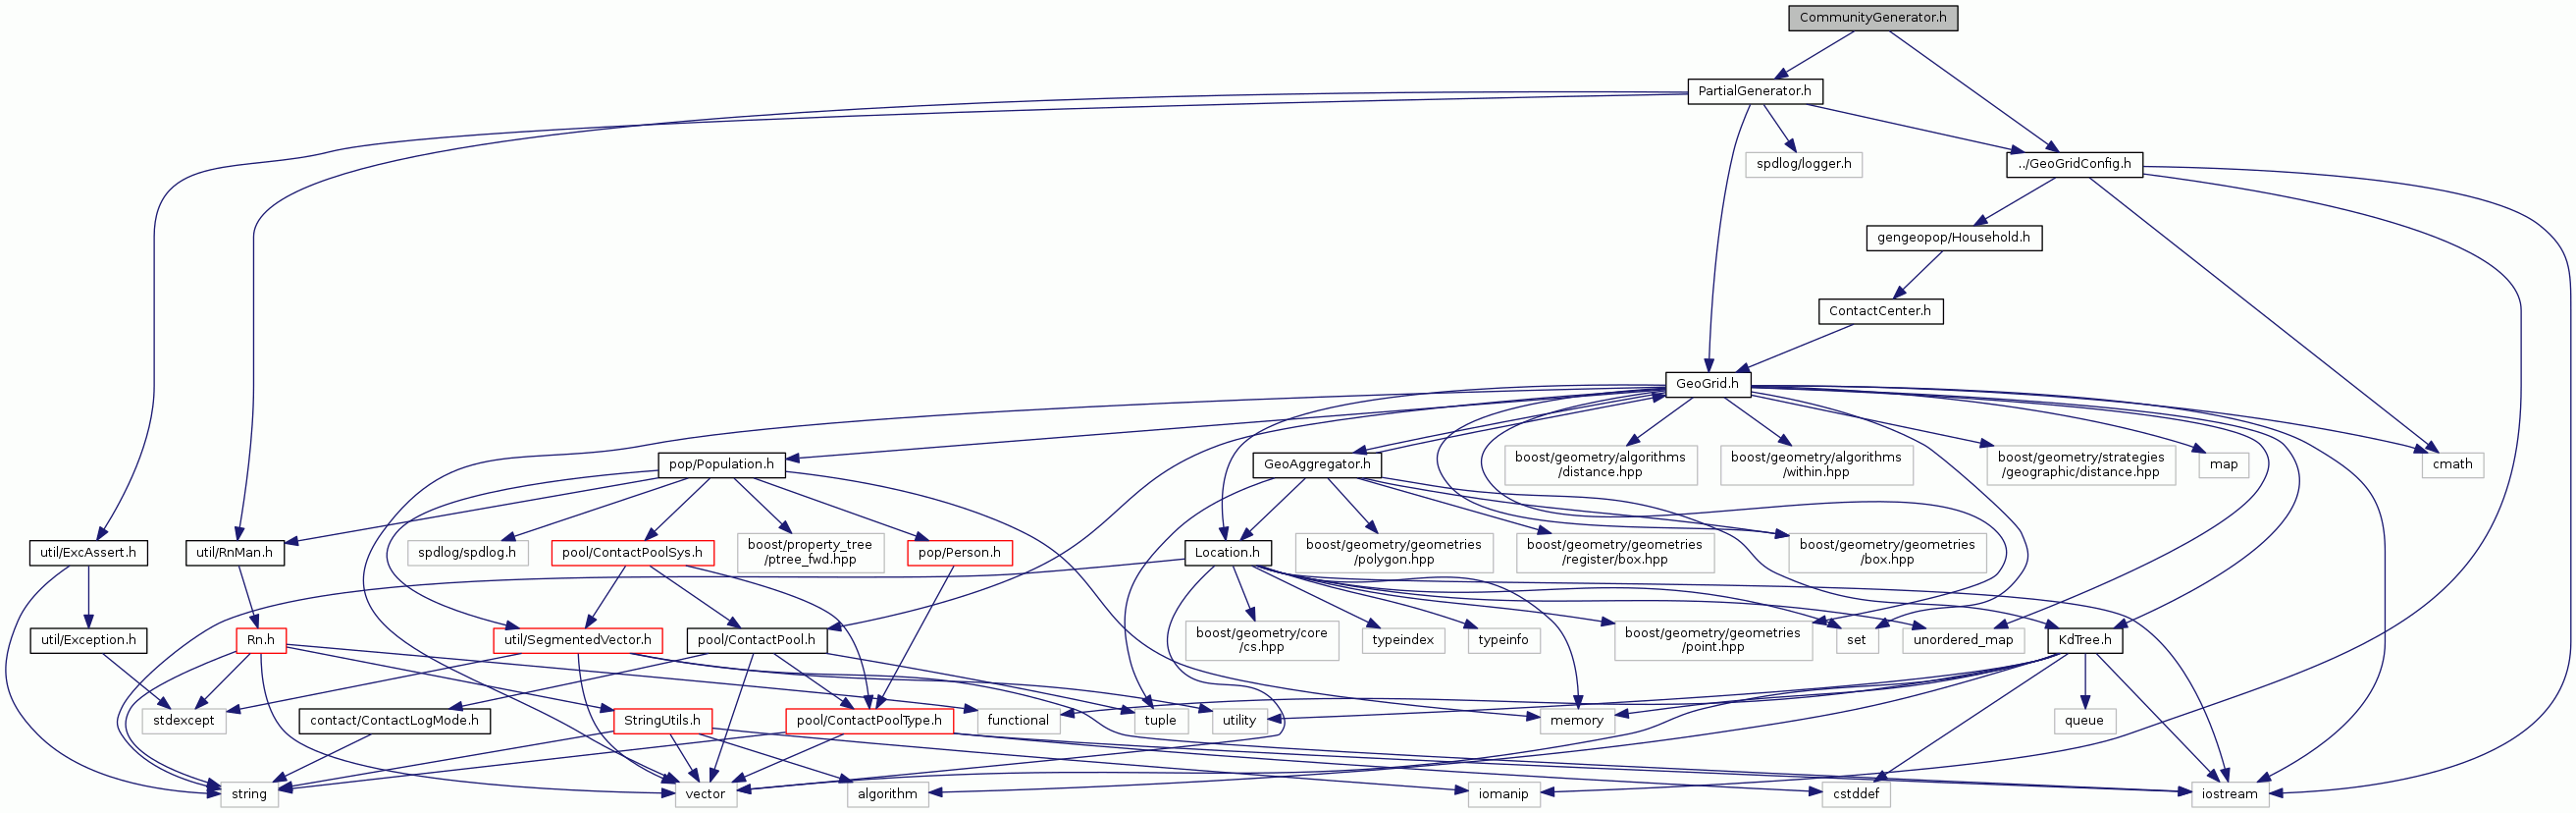 CommunityGenerator.h
PartialGenerator.h
spdlog/logger.h
../GeoGridConfig.h
gengeopop/Household.h
ContactCenter.h
GeoGrid.h
pop/Population.h
GeoAggregator.h
boost/geometry/algorithms
/distance.hpp
boost/geometry/algorithms
/within.hpp
boost/geometry/strategies
/geographic/distance.hpp
map
cmath
util/ExcAssert.h
util/RnMan.h
spdlog/spdlog.h
pool/ContactPoolSys.h
boost/property_tree
/ptree_fwd.hpp
pop/Person.h
Location.h
boost/geometry/geometries
/polygon.hpp
boost/geometry/geometries
/register/box.hpp
boost/geometry/geometries
/box.hpp
util/Exception.h
Rn.h
util/SegmentedVector.h
pool/ContactPool.h
boost/geometry/core
/cs.hpp
typeindex
typeinfo
boost/geometry/geometries
/point.hpp
set
unordered_map
KdTree.h
stdexcept
contact/ContactLogMode.h
StringUtils.h
pool/ContactPoolType.h
functional
tuple
utility
memory
queue
string
vector
algorithm
iomanip
cstddef
iostream